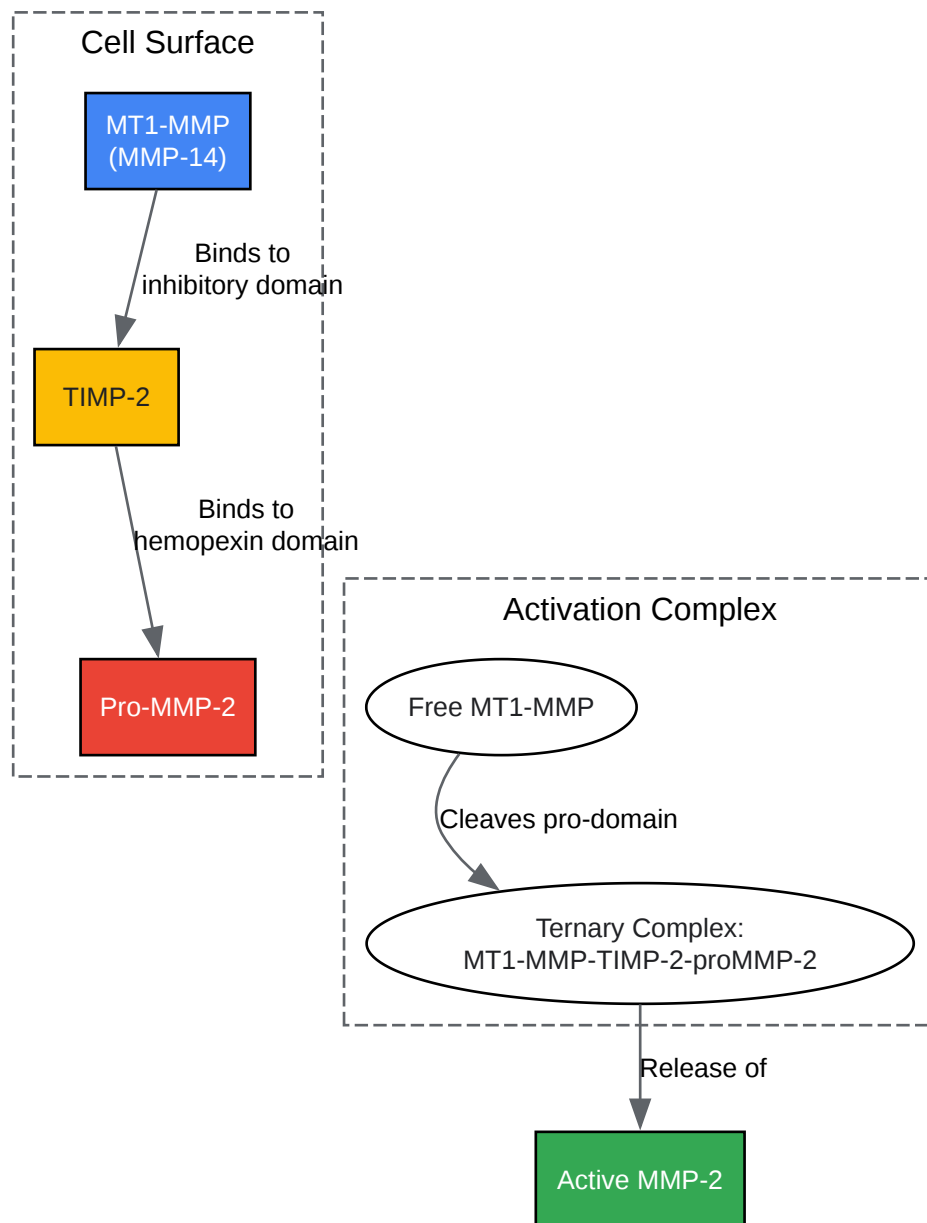 Cell Surface
MT1-MMP
(MMP-14)
Binds to
inhibitory domain
TIMP-2
Binds to
hemopexin domain
Pro-MMP-2
Activation Complex
Free MT1-MMP
Cleaves pro-domain
Ternary Complex:
MT1-MMP-TIMP-2-proMMP-2
Release of
Active MMP-2